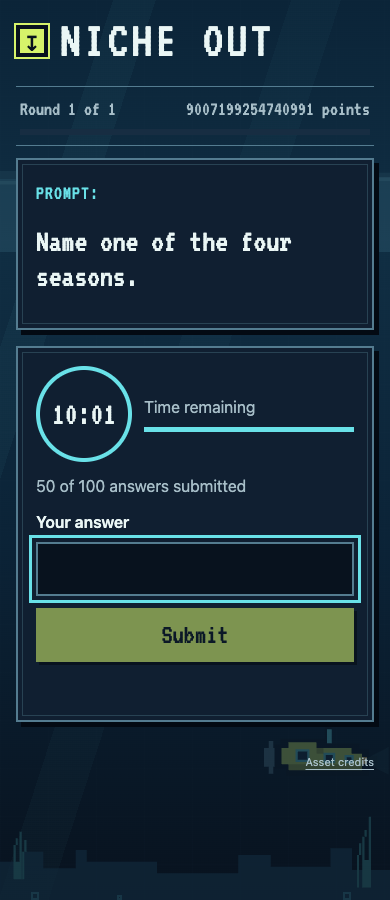 NICHE OUT
Round 1 of 1
9007199254740991 points
PROMPT:
Name one of the four
seasons.
10:01
Time remaining
50 of 100 answers submitted
Your answer
Submit
Asset credits